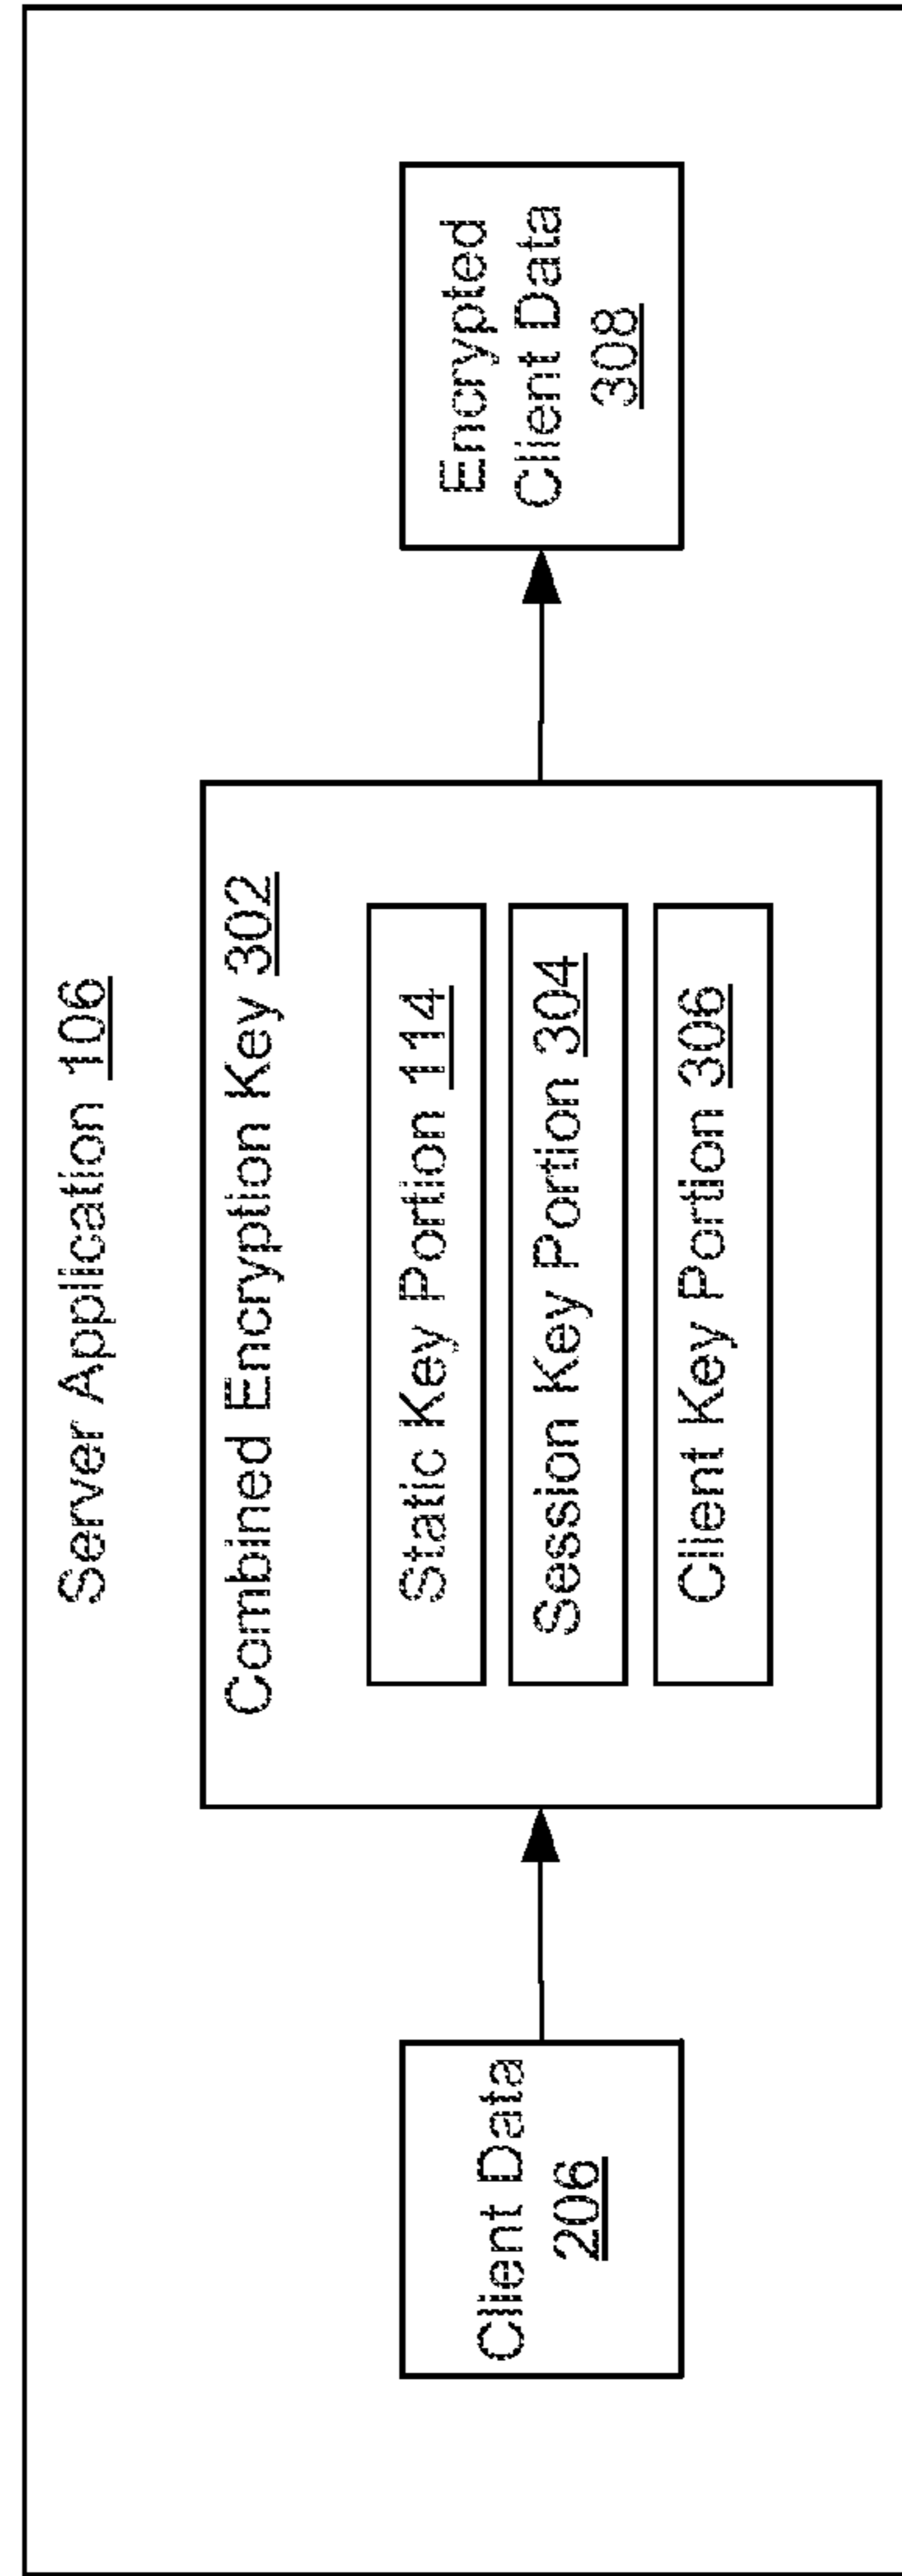 Server Application 106
Client Data
206
Combined Encryption Key 302
Static Key Portion 114
Session Key Portion 304
Client Key Portion 306
Encrypted
Client Data
308